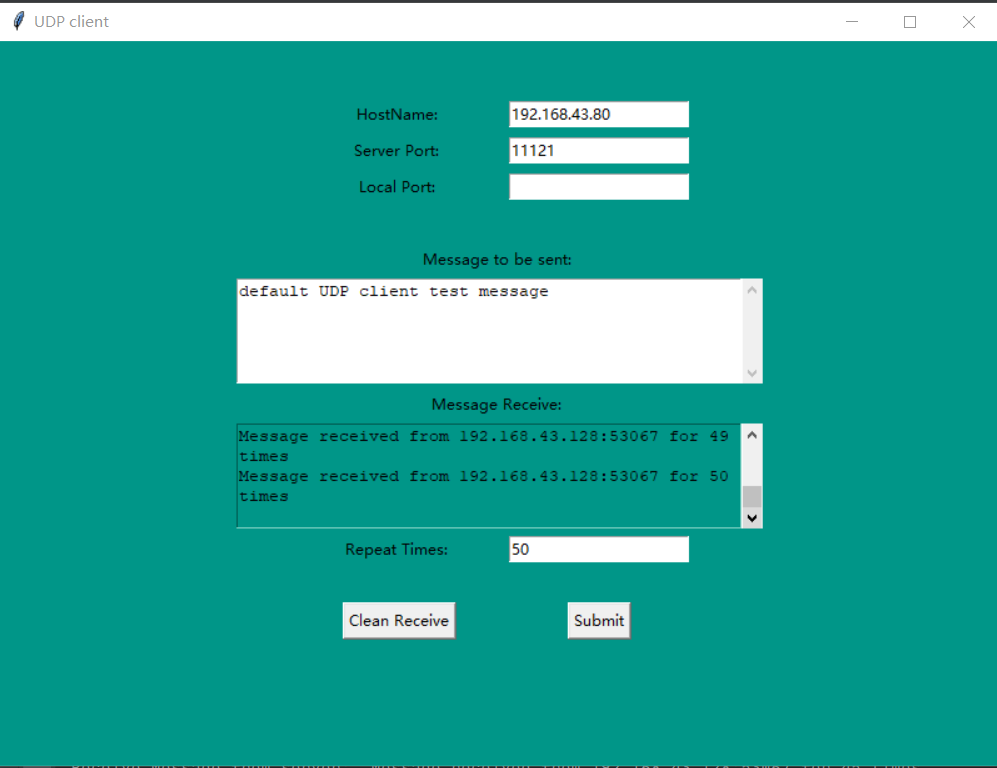 UDP client
HostName: 192.168.43.80
Server Port: 11121
Local Port:
Message to be sent:
default UDP client test message
Message Receive:
Message received from 192.168.43.128:53067 for 49
times
Message received from 192.168.43.128:53067 for 50
times
Repeat Times: 50
Clean Receive Submit